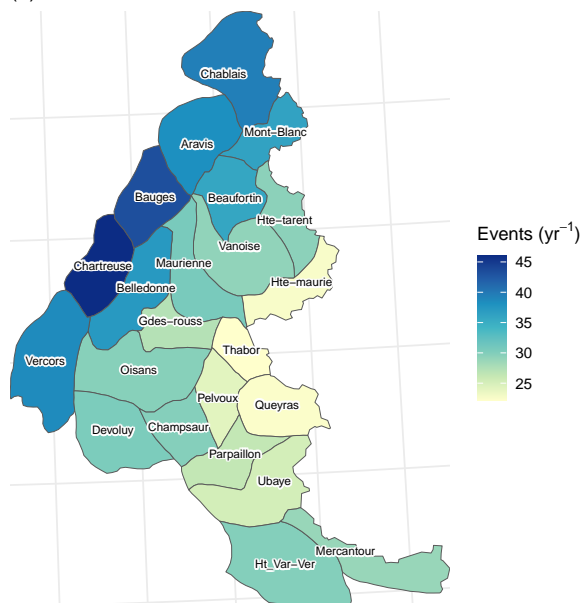 Chablais
Mont−Blanc
Aravis
Bauges
Beaufortin
Hte−tarent
Vanoise
Chartreuse
Maurienne
Belledonne
Hte−maurie
Gdes−rouss
Thabor
Vercors
Oisans
Pelvoux
Queyras
Devoluy
Champsaur
Parpaillon
Ubaye
Mercantour
Ht_Var−Ver
Events (yr⁻¹)
45
40
35
30
25